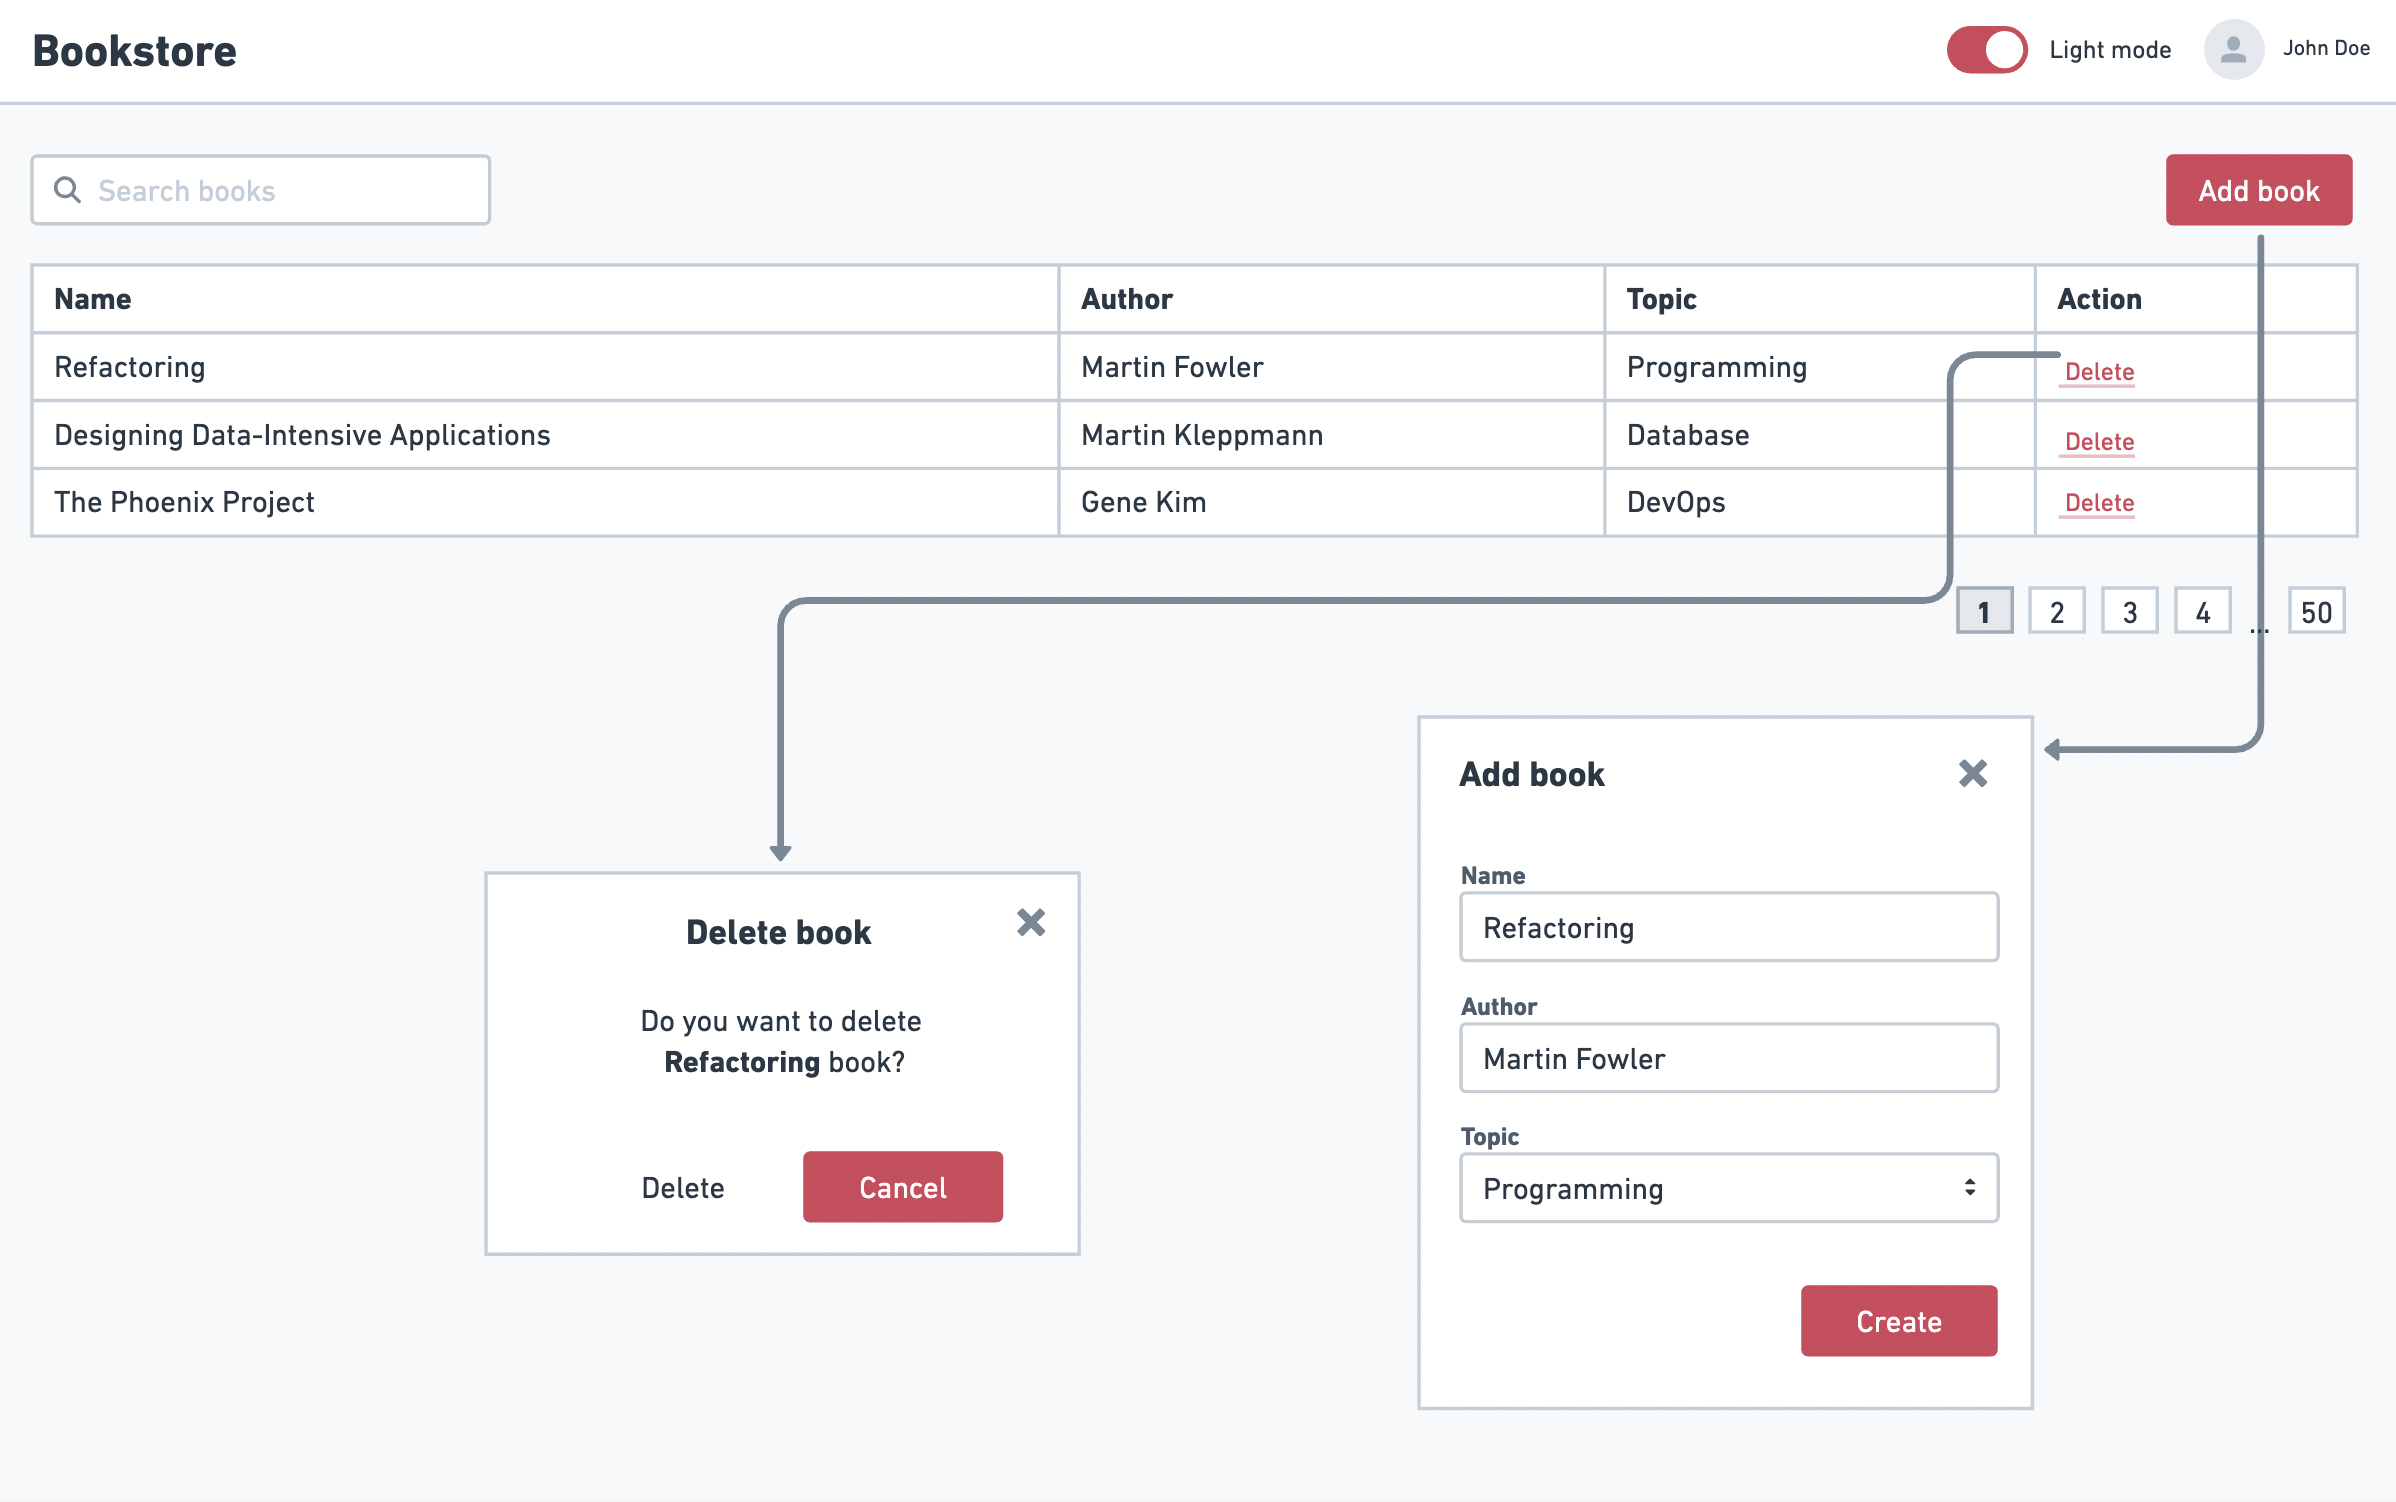 Bookstore
Light mode
John Doe
Search books
Add book
Name Author Topic Action
Refactoring Martin Fowler Programming Delete
Designing Data-Intensive Applications Martin Kleppmann Database Delete
The Phoenix Project Gene Kim DevOps Delete
1 2 3 4 ... 50
Delete book
Do you want to delete
Refactoring book?
Delete
Cancel
Add book
Name
Refactoring
Author
Martin Fowler
Topic
Programming
Create